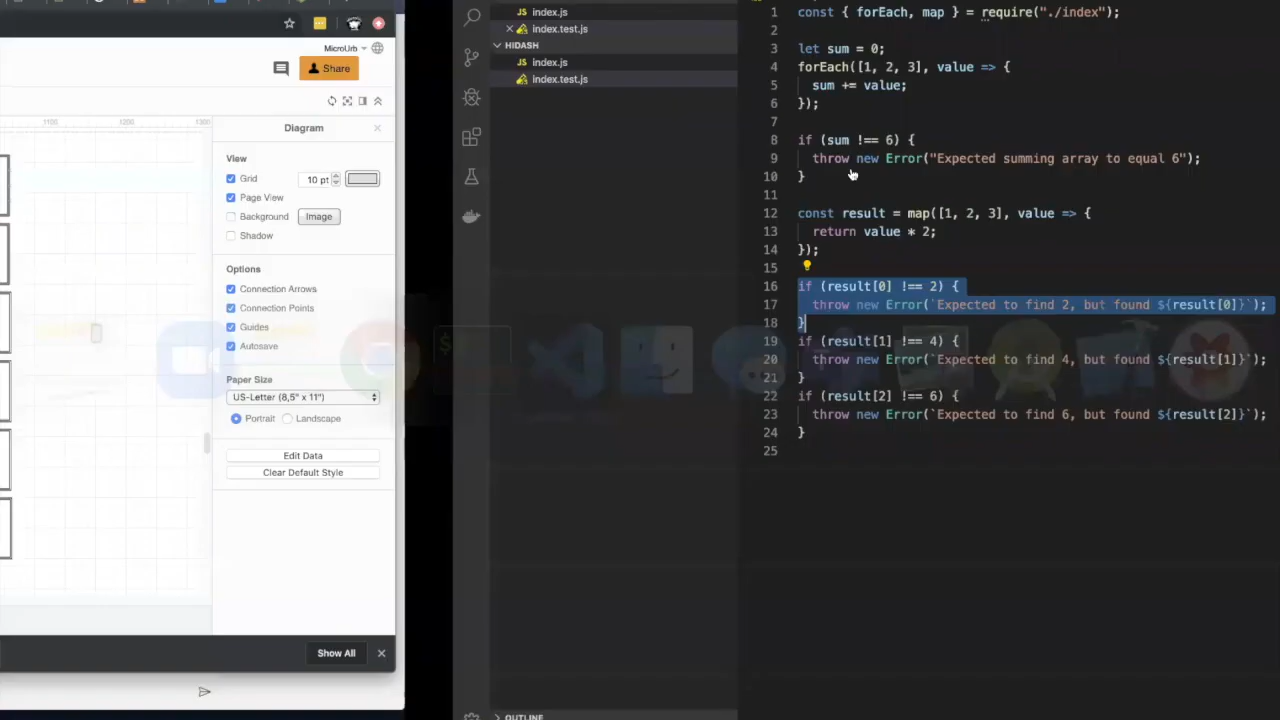 MicroUrb
Share
1100
1200
1300
Diagram
View
Grid
10 pt
Page View
Background
Image
Shadow
Options
Connection Arrows
Connection Points
Guides
Autosave
Paper Size
US-Letter (8,5" x 11")
Portrait
Landscape
Edit Data
Clear Default Style
Show All
index.js
index.test.js
HIDASH
index.js
index.test.js
OUTLINE
1 const { forEach, map } = require("./index");
2
3 let sum = 0;
4 forEach([1, 2, 3], value => {
5 sum += value;
6 });
7
8 if (sum !== 6) {
9 throw new Error("Expected summing array to equal 6");
10 }
11
12 const result = map([1, 2, 3], value => {
13 return value * 2;
14 });
15
16 if (result[0] !== 2) {
17 throw new Error(`Expected to find 2, but found ${result[0]}`);
18 }
19 if (result[1] !== 4) {
20 throw new Error(`Expected to find 4, but found ${result[1]}`);
21 }
22 if (result[2] !== 6) {
23 throw new Error(`Expected to find 6, but found ${result[2]}`);
24 }
25